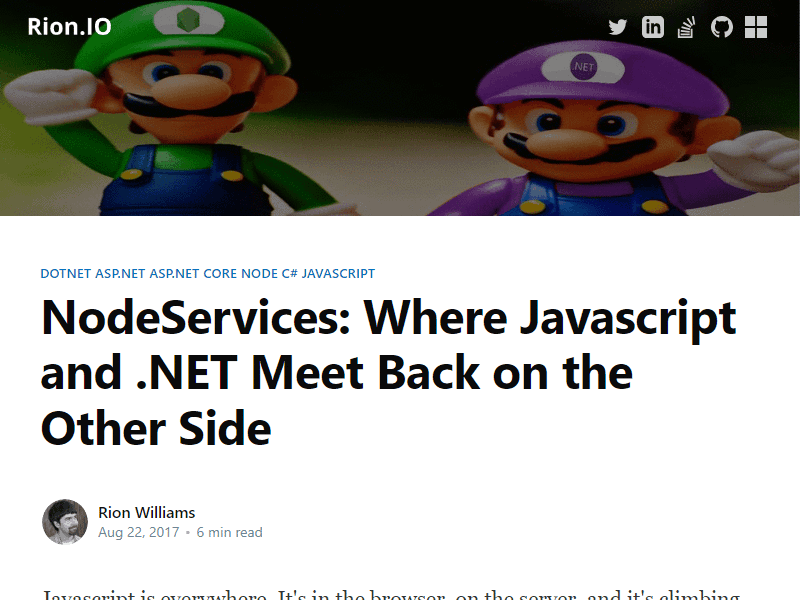 Rion.IO
.NET
DOTNET ASP.NET ASP.NET CORE NODE C# JAVASCRIPT
NodeServices: Where Javascript
and .NET Meet Back on the
Other Side
Rion Williams
Aug 22, 2017 • 6 min read
Javascript is everywhere. It's in the browser, on the server, and it's climbing